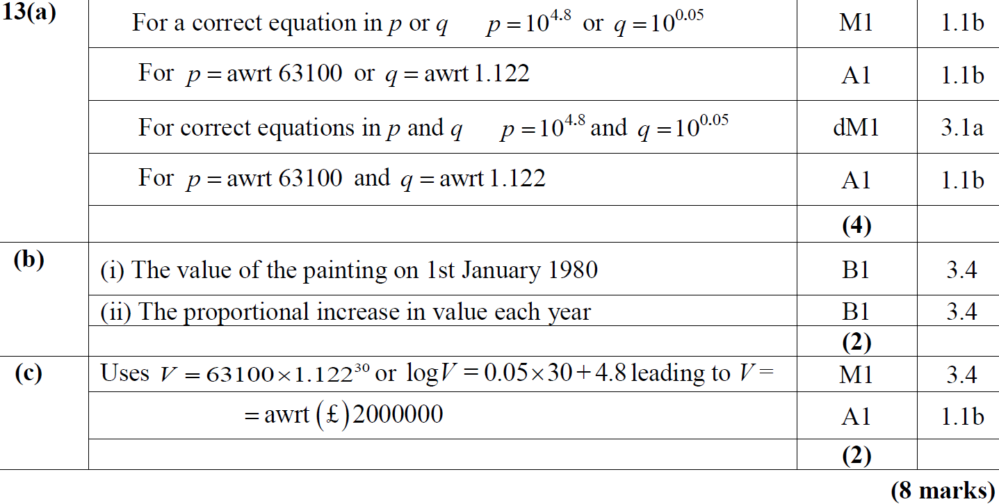 13(a) For a correct equation in p or q p = 10^4.8 or q = 10^0.05 M1 1.1b
For p = awrt 63100 or q = awrt 1.122 A1 1.1b
For correct equations in p and q p = 10^4.8 and q = 10^0.05 dM1 3.1a
For p = awrt 63100 and q = awrt 1.122 A1 1.1b
(4)
(b) (i) The value of the painting on 1st January 1980 B1 3.4
(ii) The proportional increase in value each year B1 3.4
(2)
(c) Uses V = 63100×1.122^30 or log V = 0.05×30+4.8 leading to V = M1 3.4
= awrt (£)2000000 A1 1.1b
(2)
(8 marks)